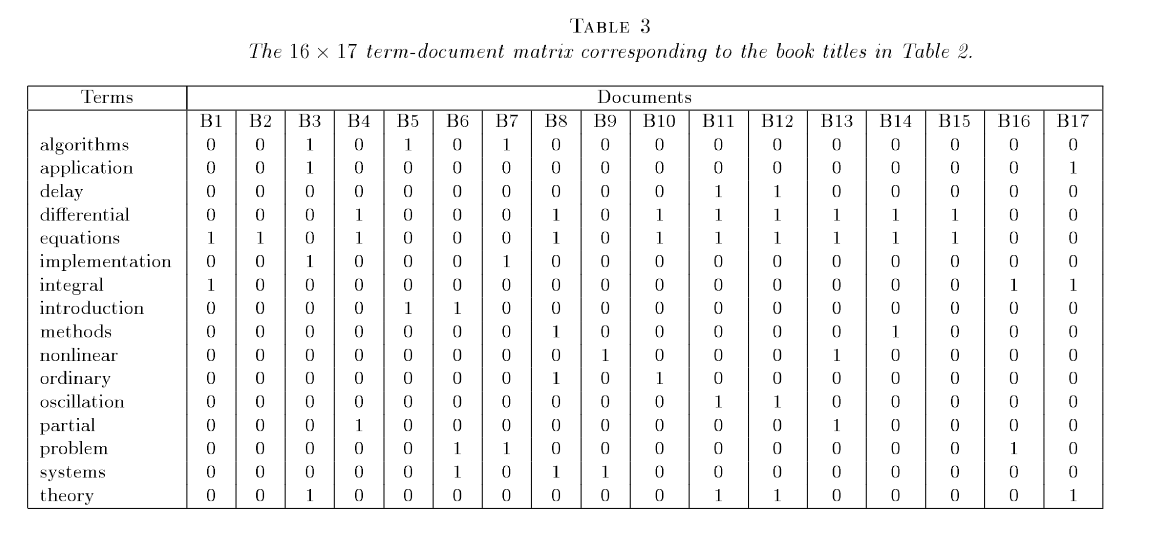 TABLE 3
The 16 × 17 term-document matrix corresponding to the book titles in Table 2.
Terms Documents
B1 B2 B3 B4 B5 B6 B7 B8 B9 B10 B11 B12 B13 B14 B15 B16 B17
algorithms 0 0 1 0 1 0 1 0 0 0 0 0 0 0 0 0 0
application 0 0 1 0 0 0 0 0 0 0 0 0 0 0 0 0 1
delay 0 0 0 0 0 0 0 0 0 0 1 1 0 0 0 0 0
differential 0 0 0 1 0 0 0 1 0 1 1 1 1 1 1 0 0
equations 1 1 0 1 0 0 0 1 0 1 1 1 1 1 1 0 0
implementation 0 0 1 0 0 0 1 0 0 0 0 0 0 0 0 0 0
integral 1 0 0 0 0 0 0 0 0 0 0 0 0 0 0 1 1
introduction 0 0 0 0 1 1 0 0 0 0 0 0 0 0 0 0 0
methods 0 0 0 0 0 0 0 1 0 0 0 0 0 1 0 0 0
nonlinear 0 0 0 0 0 0 0 0 1 0 0 0 1 0 0 0 0
ordinary 0 0 0 0 0 0 0 1 0 1 0 0 0 0 0 0 0
oscillation 0 0 0 0 0 0 0 0 0 0 1 1 0 0 0 0 0
partial 0 0 0 1 0 0 0 0 0 0 0 0 1 0 0 0 0
problem 0 0 0 0 0 1 1 0 0 0 0 0 0 0 0 1 0
systems 0 0 0 0 0 1 0 1 1 0 0 0 0 0 0 0 0
theory 0 0 1 0 0 0 0 0 0 0 1 1 0 0 0 0 1